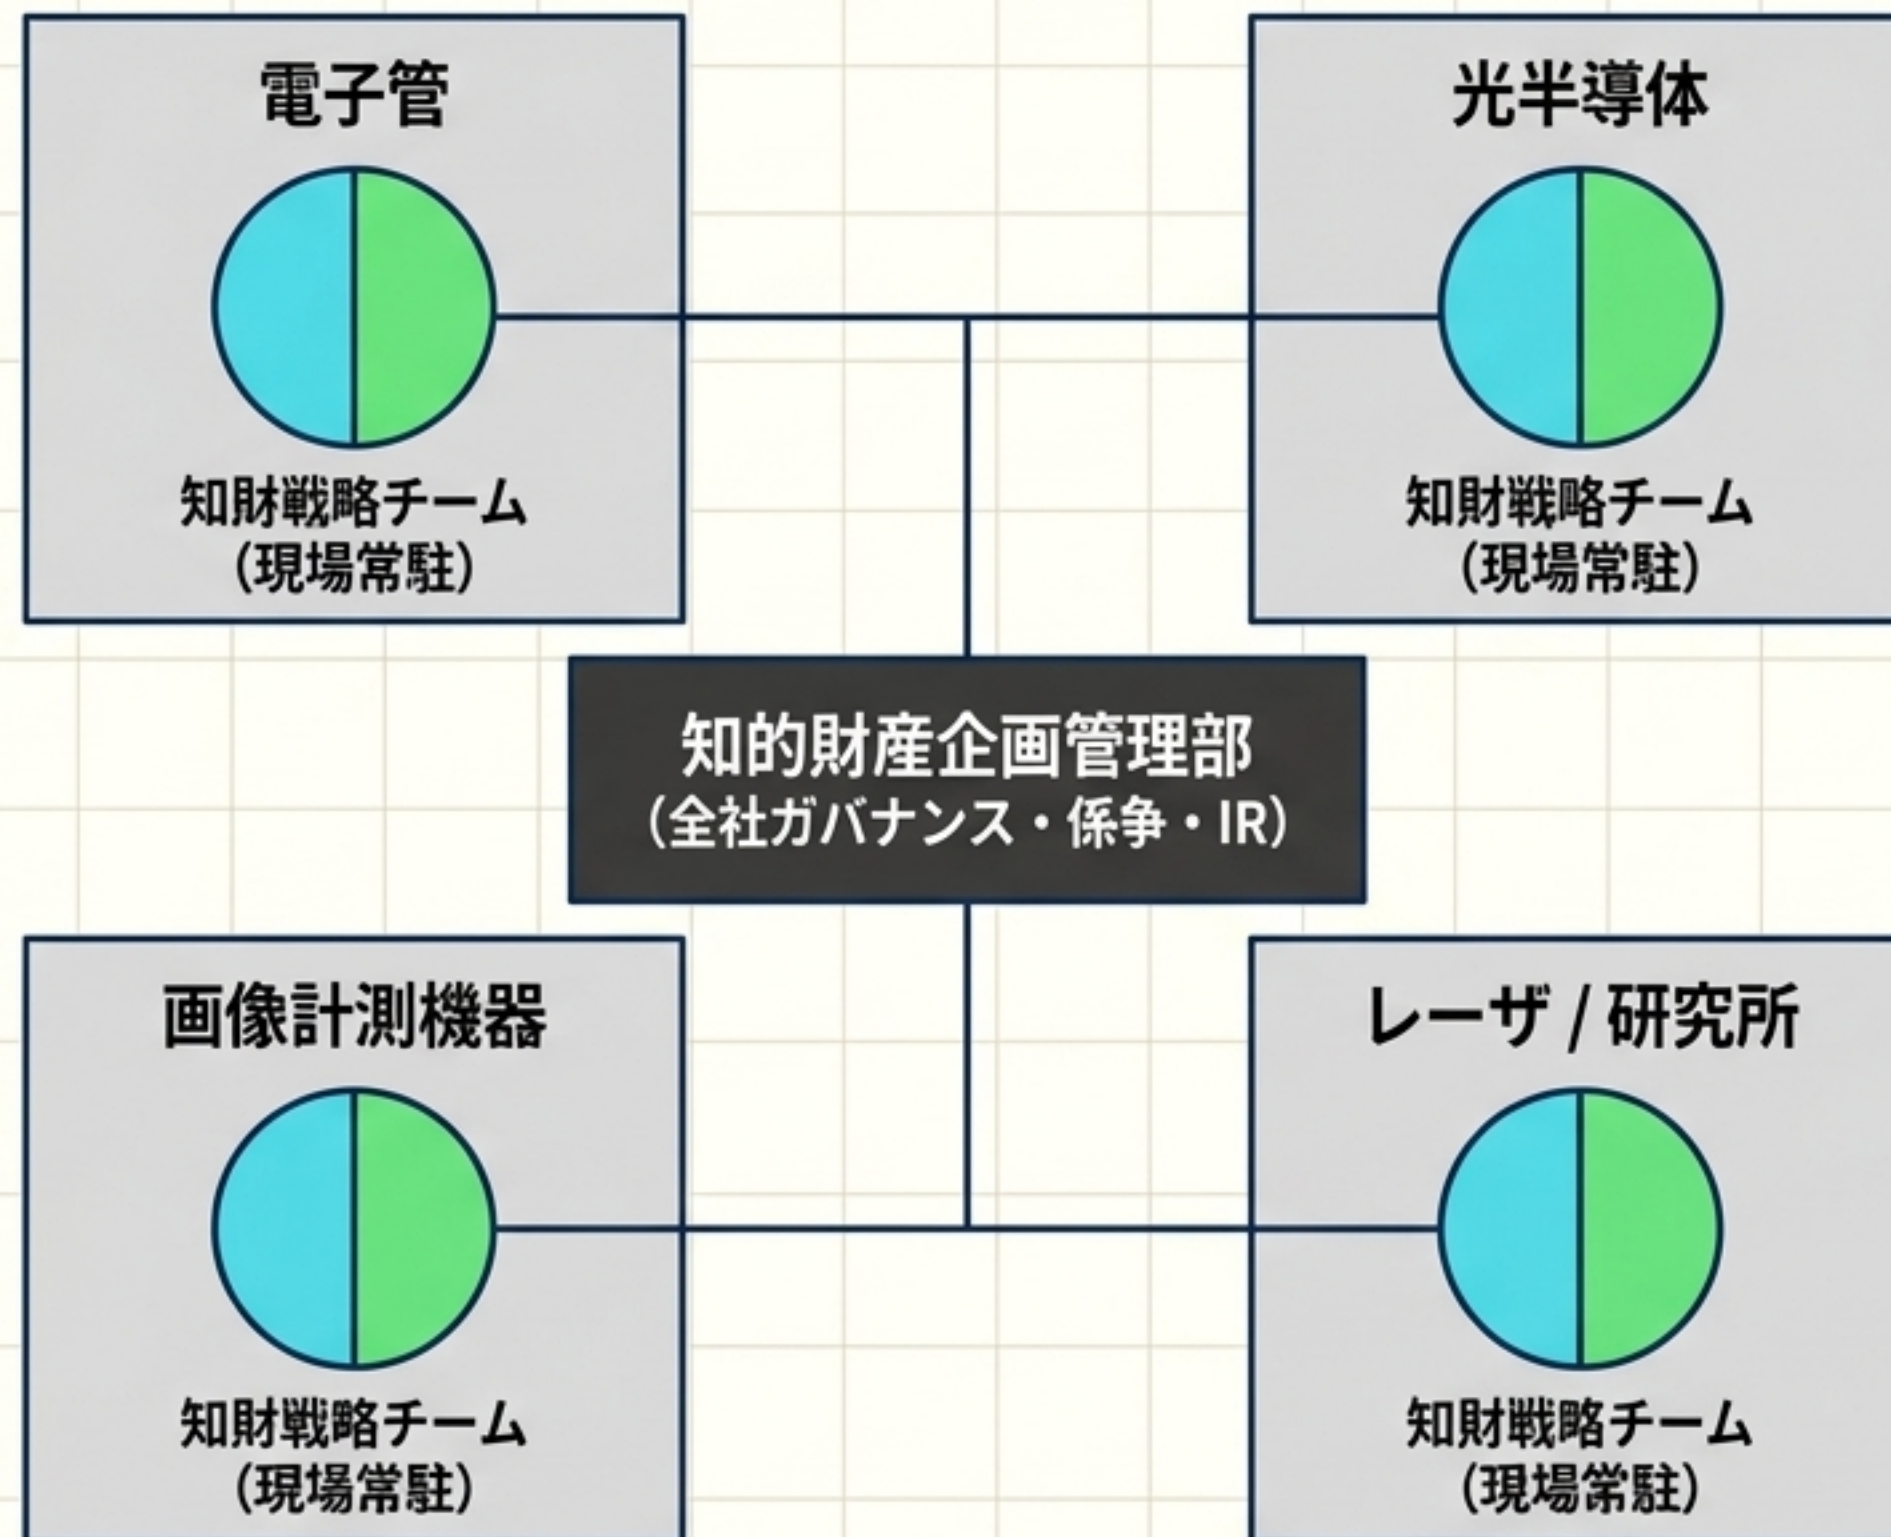 電子管
知財戦略チーム
（現場常駐）
光半導体
知財戦略チーム
（現場常駐）
知的財産企画管理部
（全社ガバナンス・係争・IR）
画像計測機器
知財戦略チーム
（現場常駐）
レーザ / 研究所
知財戦略チーム
（現場常駐）